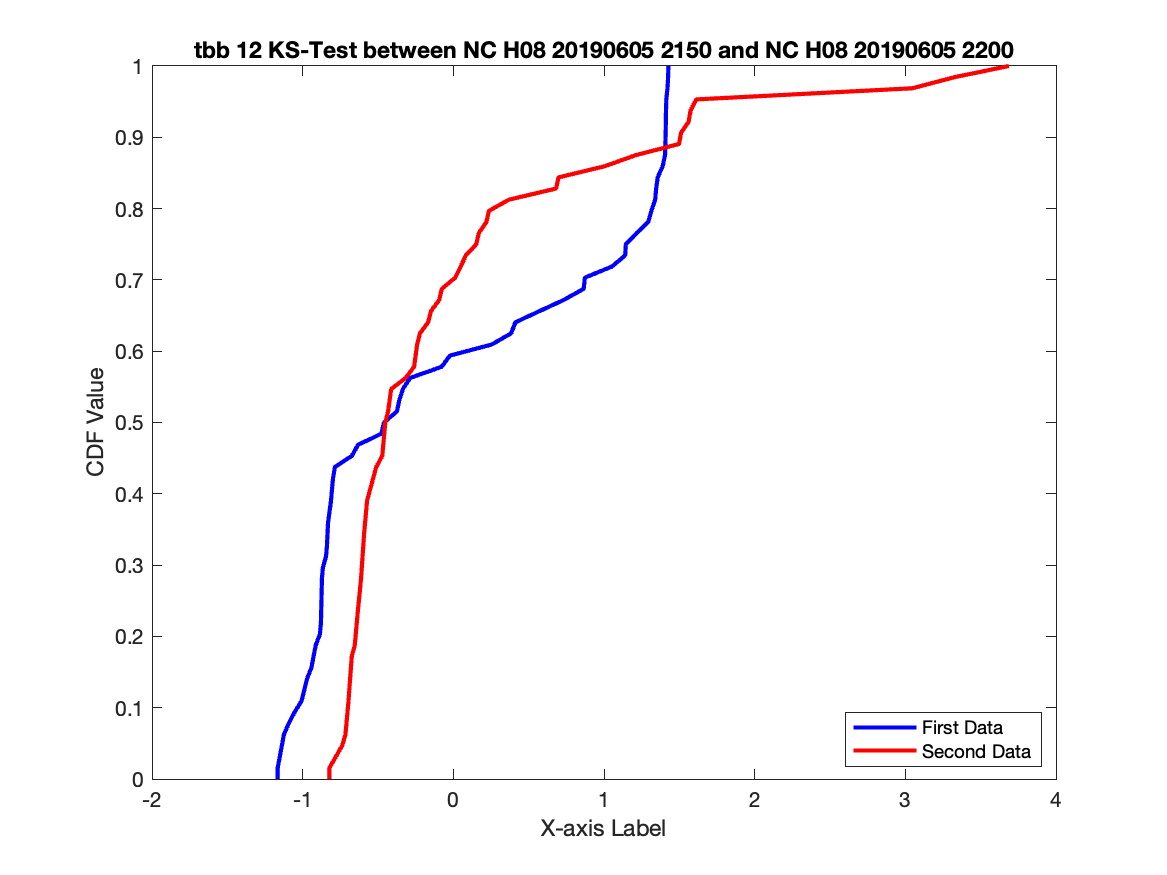 tbb 12 KS-Test between NC H08 20190605 2150 and NC H08 20190605 2200
1
0.9
0.8
0.7
0.6
0.5
0.4
0.3
0.2
0.1
0
CDF Value
First Data
Second Data
-2 -1 0 1 2 3 4
X-axis Label